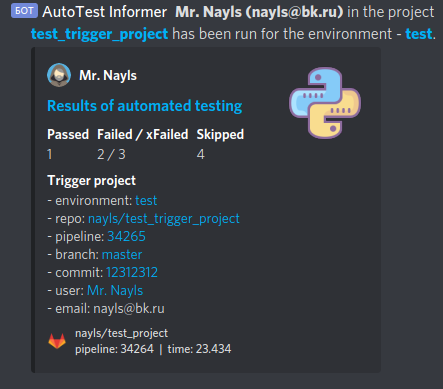 БОТ AutoTest Informer Mr. Nayls (nayls@bk.ru) in the project
test_trigger_project has been run for the environment - test.
Mr. Nayls
Results of automated testing
Passed Failed / xFailed Skipped
1 2 / 3 4
Trigger project
- environment: test
- repo: nayls/test_trigger_project
- pipeline: 34265
- branch: master
- commit: 12312312
- user: Mr. Nayls
- email: nayls@bk.ru
nayls/test_project
pipeline: 34264 | time: 23.434